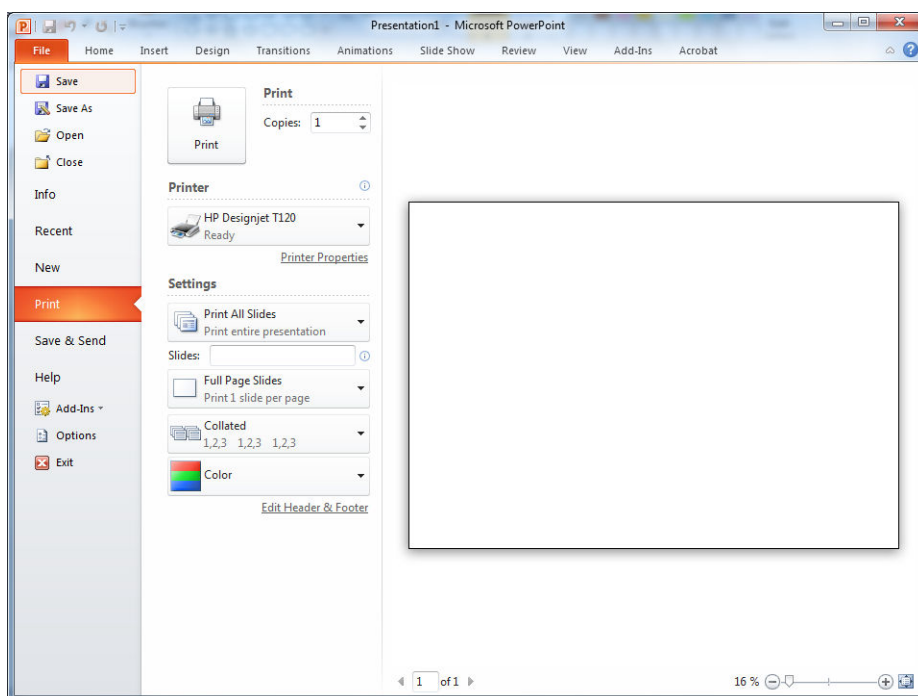 Presentation1 - Microsoft PowerPoint
File Home Insert Design Transitions Animations Slide Show Review View Add-Ins Acrobat
Save
Save As
Open
Close
Info
Recent
New
Print
Save & Send
Help
Add-Ins
Options
Exit
Print
Print
Copies: 1
Printer
HP Designjet T120
Ready
Printer Properties
Settings
Print All Slides
Print entire presentation
Slides:
Full Page Slides
Print 1 slide per page
Collated
1,2,3 1,2,3 1,2,3
Color
Edit Header & Footer
1 of 1
16 %